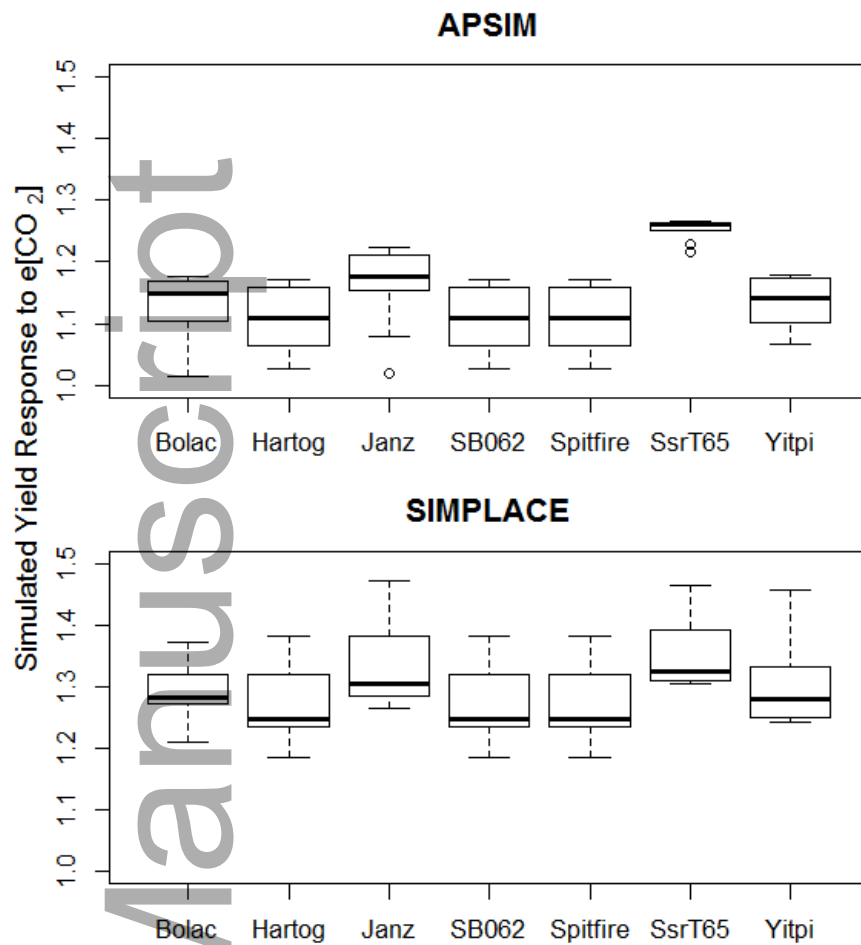 APSIM
Simulated Yield Response to e[CO 2]
1.5
1.4
1.3
1.2
1.1
1.0
Bolac Hartog Janz SB062 Spitfire SsrT65 Yitpi
SIMPLACE
1.5
1.4
1.3
1.2
1.1
1.0
Bolac Hartog Janz SB062 Spitfire SsrT65 Yitpi
Manuscript